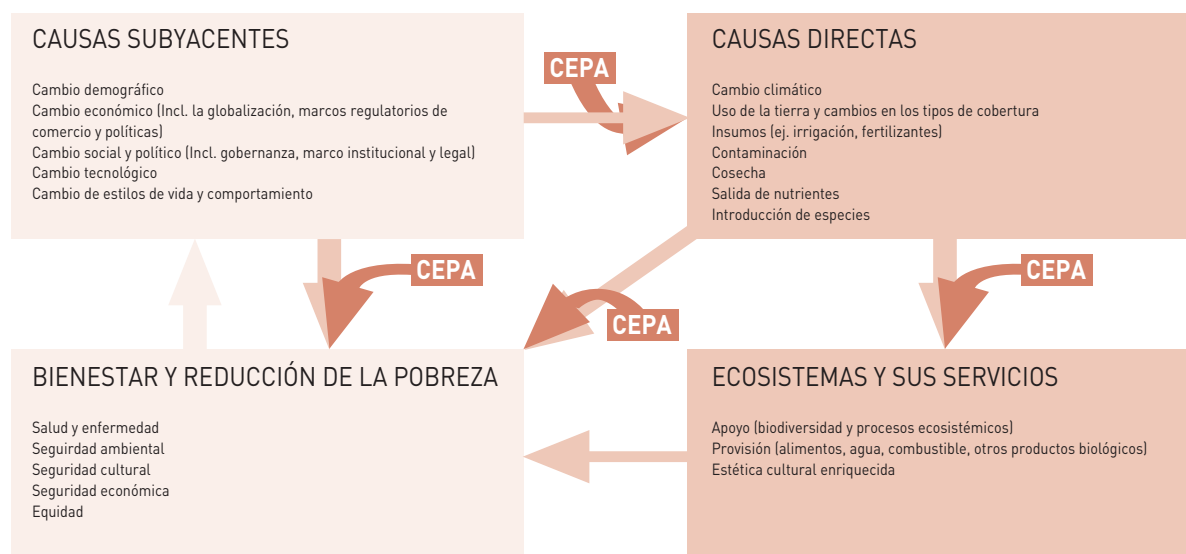 CAUSAS SUBYACENTES
Cambio demográfico
Cambio económico (Incl. la globalización, marcos regulatorios de
comercio y políticas)
Cambio social y político (Incl. gobernanza, marco institucional y legal)
Cambio tecnológico
Cambio de estilos de vida y comportamiento
CEPA
CAUSAS DIRECTAS
Cambio climático
Uso de la tierra y cambios en los tipos de cobertura
Insumos (ej. irrigación, fertilizantes)
Contaminación
Cosecha
Salida de nutrientes
Introducción de especies
CEPA
CEPA
CEPA
BIENESTAR Y REDUCCIÓN DE LA POBREZA
Salud y enfermedad
Seguirdad ambiental
Seguridad cultural
Seguridad económica
Equidad
ECOSISTEMAS Y SUS SERVICIOS
Apoyo (biodiversidad y procesos ecosistémicos)
Provisión (alimentos, agua, combustible, otros productos biológicos)
Estética cultural enriquecida